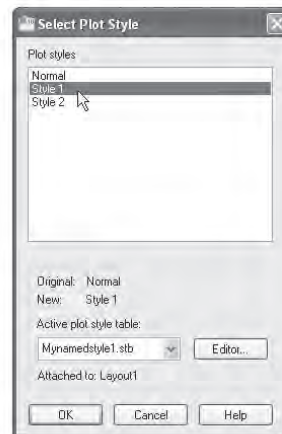 Select Plot Style
Plot styles
Normal
Style 1
Style 2
Original: Normal
New: Style 1
Active plot style table:
Mynamedstyle1.stb
Editor...
Attached to: Layout1
OK
Cancel
Help